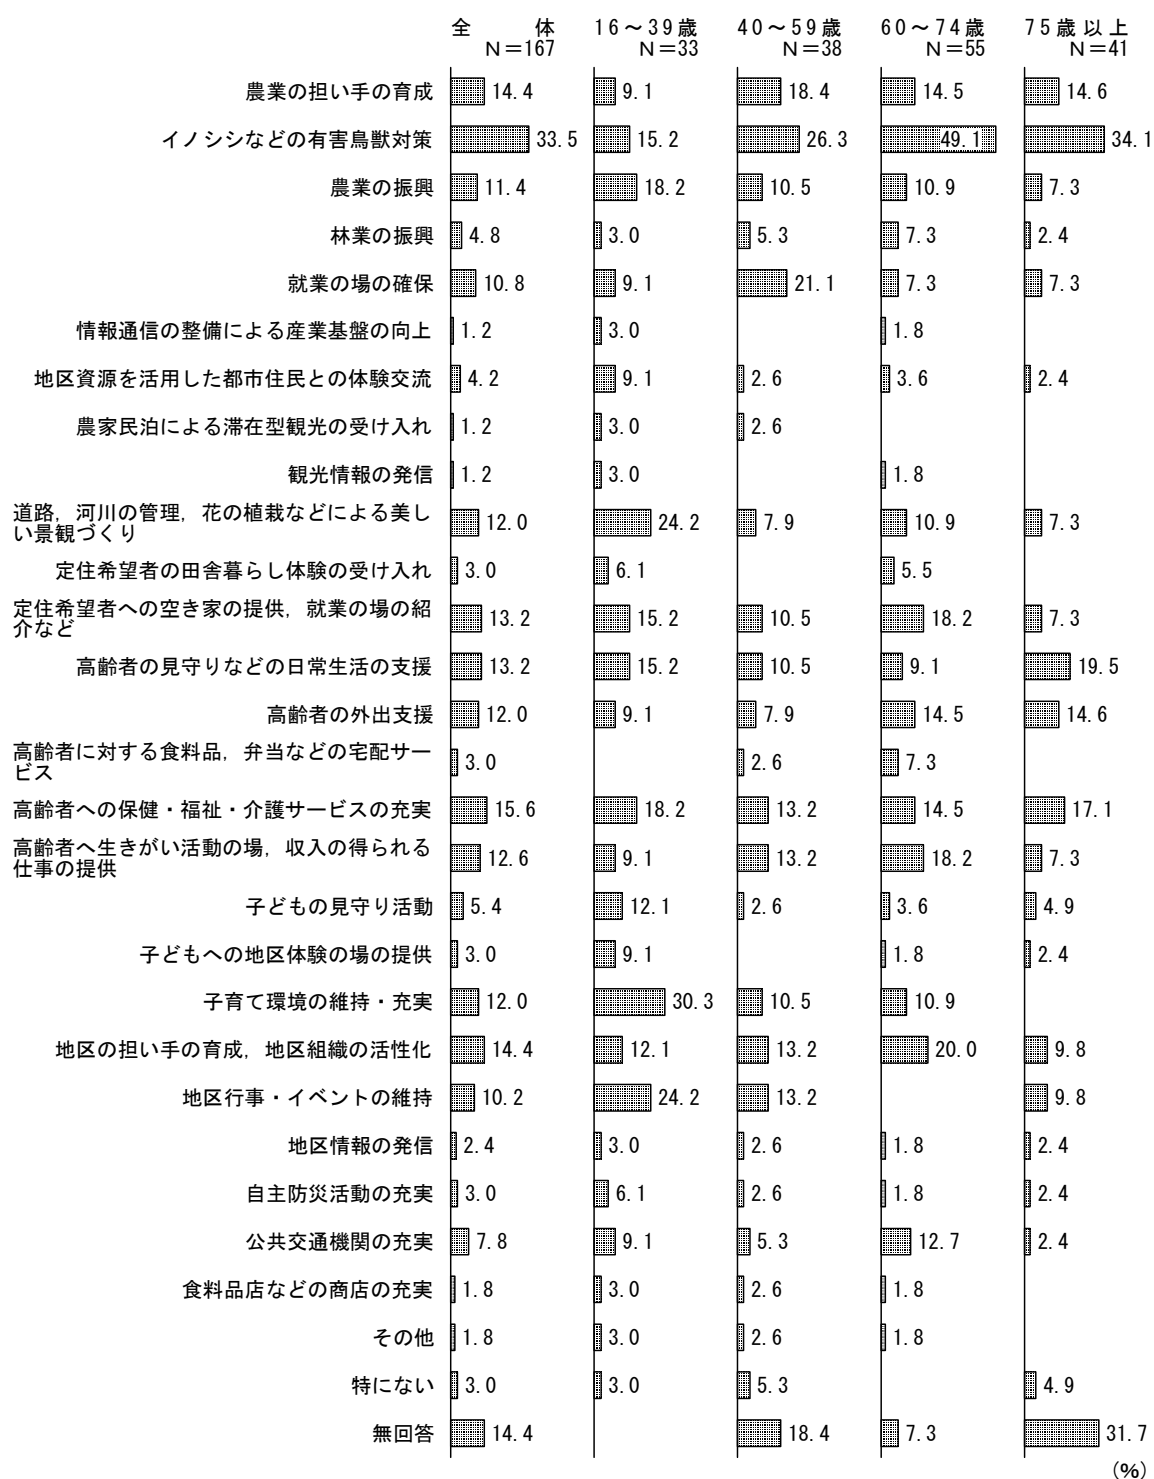 全　体 16～39歳 40～59歳 60～74歳 75歳以上
N＝167 N＝33 N＝38 N＝55 N＝41
農業の担い手の育成 14.4 9.1 18.4 14.5 14.6
イノシシなどの有害鳥獣対策 33.5 15.2 26.3 49.1 34.1
農業の振興 11.4 18.2 10.5 10.9 7.3
林業の振興 4.8 3.0 5.3 7.3 2.4
就業の場の確保 10.8 9.1 21.1 7.3 7.3
情報通信の整備による産業基盤の向上 1.2 3.0 1.8
地区資源を活用した都市住民との体験交流 4.2 9.1 2.6 3.6 2.4
農家民泊による滞在型観光の受け入れ 1.2 3.0 2.6
観光情報の発信 1.2 3.0 1.8
道路，河川の管理，花の植栽などによる美し
い景観づくり 12.0 24.2 7.9 10.9 7.3
定住希望者の田舎暮らし体験の受け入れ 3.0 6.1 5.5
定住希望者への空き家の提供，就業の場の紹
介など 13.2 15.2 10.5 18.2 7.3
高齢者の見守りなどの日常生活の支援 13.2 15.2 10.5 9.1 19.5
高齢者の外出支援 12.0 9.1 7.9 14.5 14.6
高齢者に対する食料品，弁当などの宅配サー
ビス 3.0 2.6 7.3
高齢者への保健・福祉・介護サービスの充実 15.6 18.2 13.2 14.5 17.1
高齢者へ生きがい活動の場，収入の得られる
仕事の提供 12.6 9.1 13.2 18.2 7.3
子どもの見守り活動 5.4 12.1 2.6 3.6 4.9
子どもへの地区体験の場の提供 3.0 9.1 1.8 2.4
子育て環境の維持・充実 12.0 30.3 10.5 10.9
地区の担い手の育成，地区組織の活性化 14.4 12.1 13.2 20.0 9.8
地区行事・イベントの維持 10.2 24.2 13.2 9.8
地区情報の発信 2.4 3.0 2.6 1.8 2.4
自主防災活動の充実 3.0 6.1 2.6 1.8 2.4
公共交通機関の充実 7.8 9.1 5.3 12.7 2.4
食料品店などの商店の充実 1.8 3.0 2.6 1.8
その他 1.8 3.0 2.6 1.8
特にない 3.0 3.0 5.3 4.9
無回答 14.4 18.4 7.3 31.7
(%)